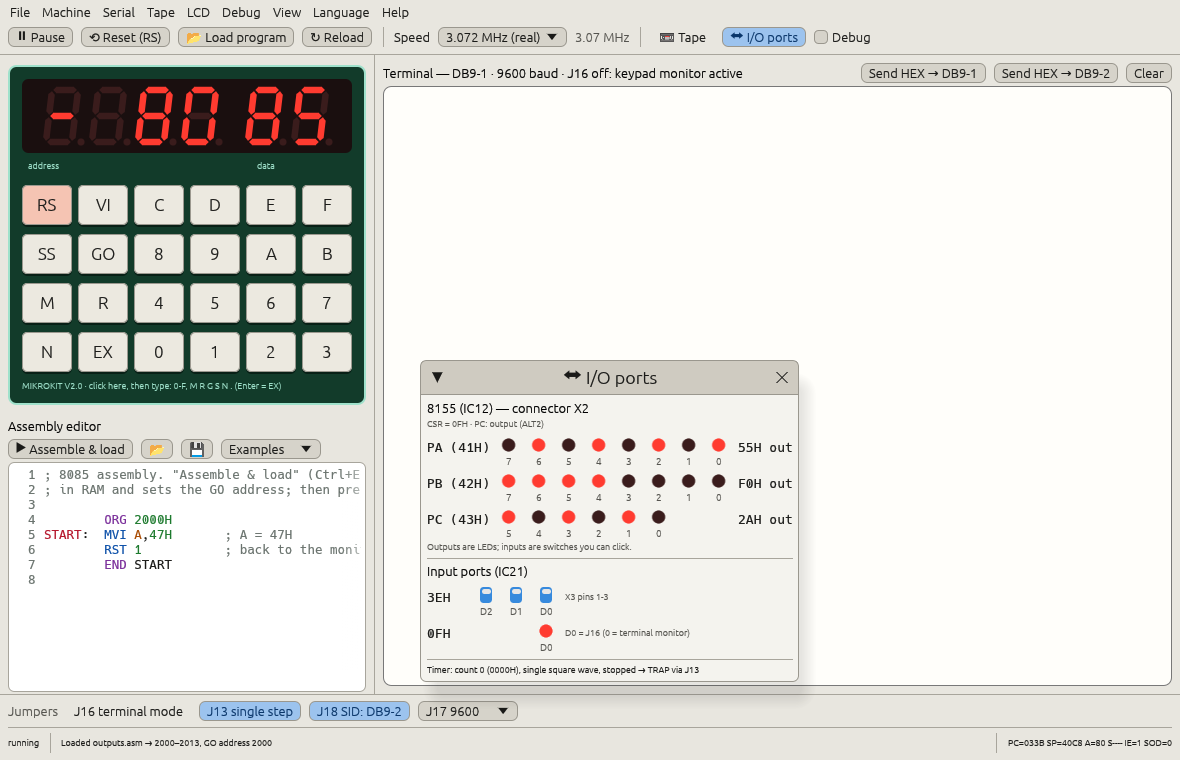 File Machine Serial Tape LCD Debug View Language Help
Pause Reset (RS) Load program Reload Speed 3.072 MHz (real) 3.07 MHz Tape I/O ports Debug
Terminal — DB9-1 · 9600 baud · J16 off: keypad monitor active Send HEX → DB9-1 Send HEX → DB9-2 Clear
- 80 85
address data
RS VI C D E F
SS GO 8 9 A B
M R 4 5 6 7
N EX 0 1 2 3
MIKROKIT V2.0 · click here, then type: 0-F, M R G S N . (Enter = EX)
Assembly editor
Assemble & load Examples
1 ; 8085 assembly. "Assemble & load" (Ctrl+E
2 ; in RAM and sets the GO address; then pre
3
4 ORG 2000H
5 START: MVI A,47H ; A = 47H
6 RST 1 ; back to the moni
7 END START
8
I/O ports
8155 (IC12) — connector X2
CSR = 0FH · PC: output (ALT2)
PA (41H) 55H out
7 6 5 4 3 2 1 0
PB (42H) F0H out
7 6 5 4 3 2 1 0
PC (43H) 2AH out
5 4 3 2 1 0
Outputs are LEDs; inputs are switches you can click.
Input ports (IC21)
3EH X3 pins 1-3
D2 D1 D0
0FH D0 = J16 (0 = terminal monitor)
D0
Timer: count 0 (0000H), single square wave, stopped → TRAP via J13
Jumpers J16 terminal mode J13 single step J18 SID: DB9-2 J17 9600
running Loaded outputs.asm → 2000–2013, GO address 2000 PC=033B SP=40C8 A=80 S---- IE=1 SOD=0